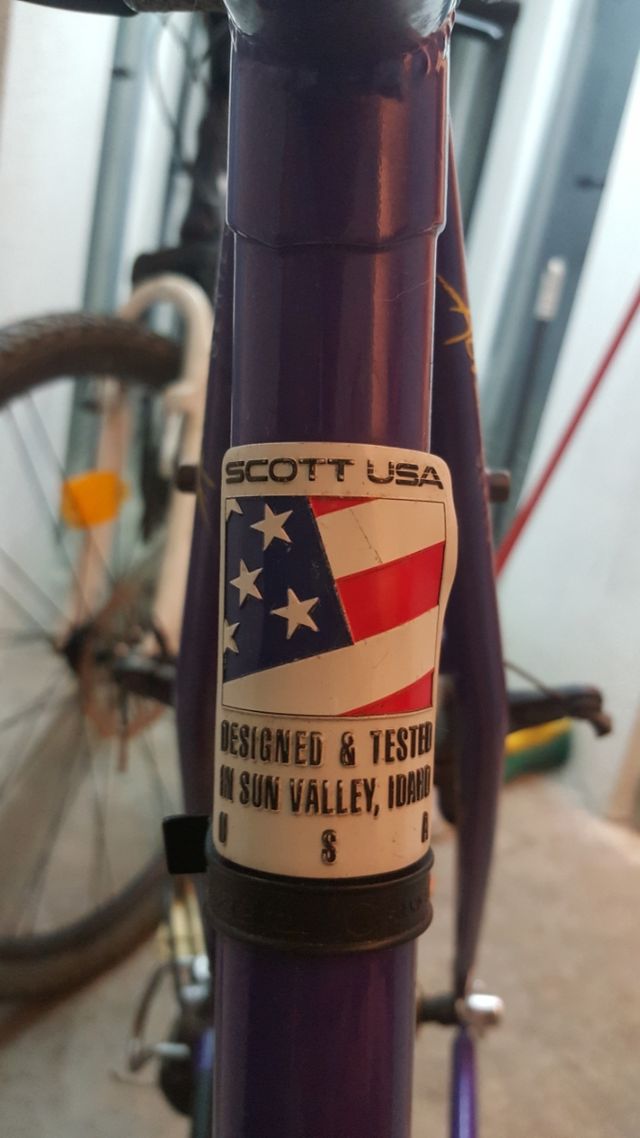 SCOTT USA
DESIGNED & TESTED
IN SUN VALLEY, IDAHO
U S A